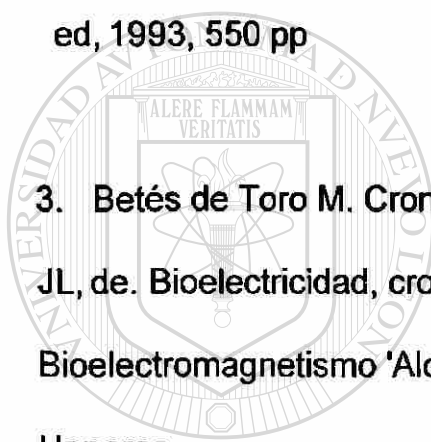 ed, 1993, 550 pp
ALERE FLAMMAM
VERITATIS
3. Betés de Toro M. Cron
JL, de. Bioelectricidad, cro
Bioelectromagnetismo 'Alc